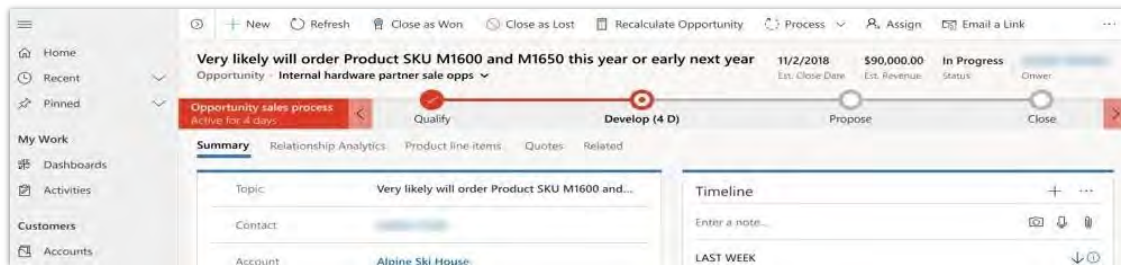 New Refresh Close as Won Close as Lost Recalculate Opportunity Process Assign Email a Link ...
Home
Recent
Pinned
My Work
Dashboards
Activities
Customers
Accounts
Very likely will order Product SKU M1600 and M1650 this year or early next year
Opportunity · Internal hardware partner sale opps
11/2/2018
Est. Close Date
$90,000.00
Est. Revenue
In Progress
Status
Onwer
Opportunity sales process
Active for 4 days
Qualify
Develop (4 D)
Propose
Close
Summary Relationship Analytics Product line items Quotes Related
Topic Very likely will order Product SKU M1600 and...
Contact
Account Alpine Ski House
Timeline
Enter a note...
LAST WEEK